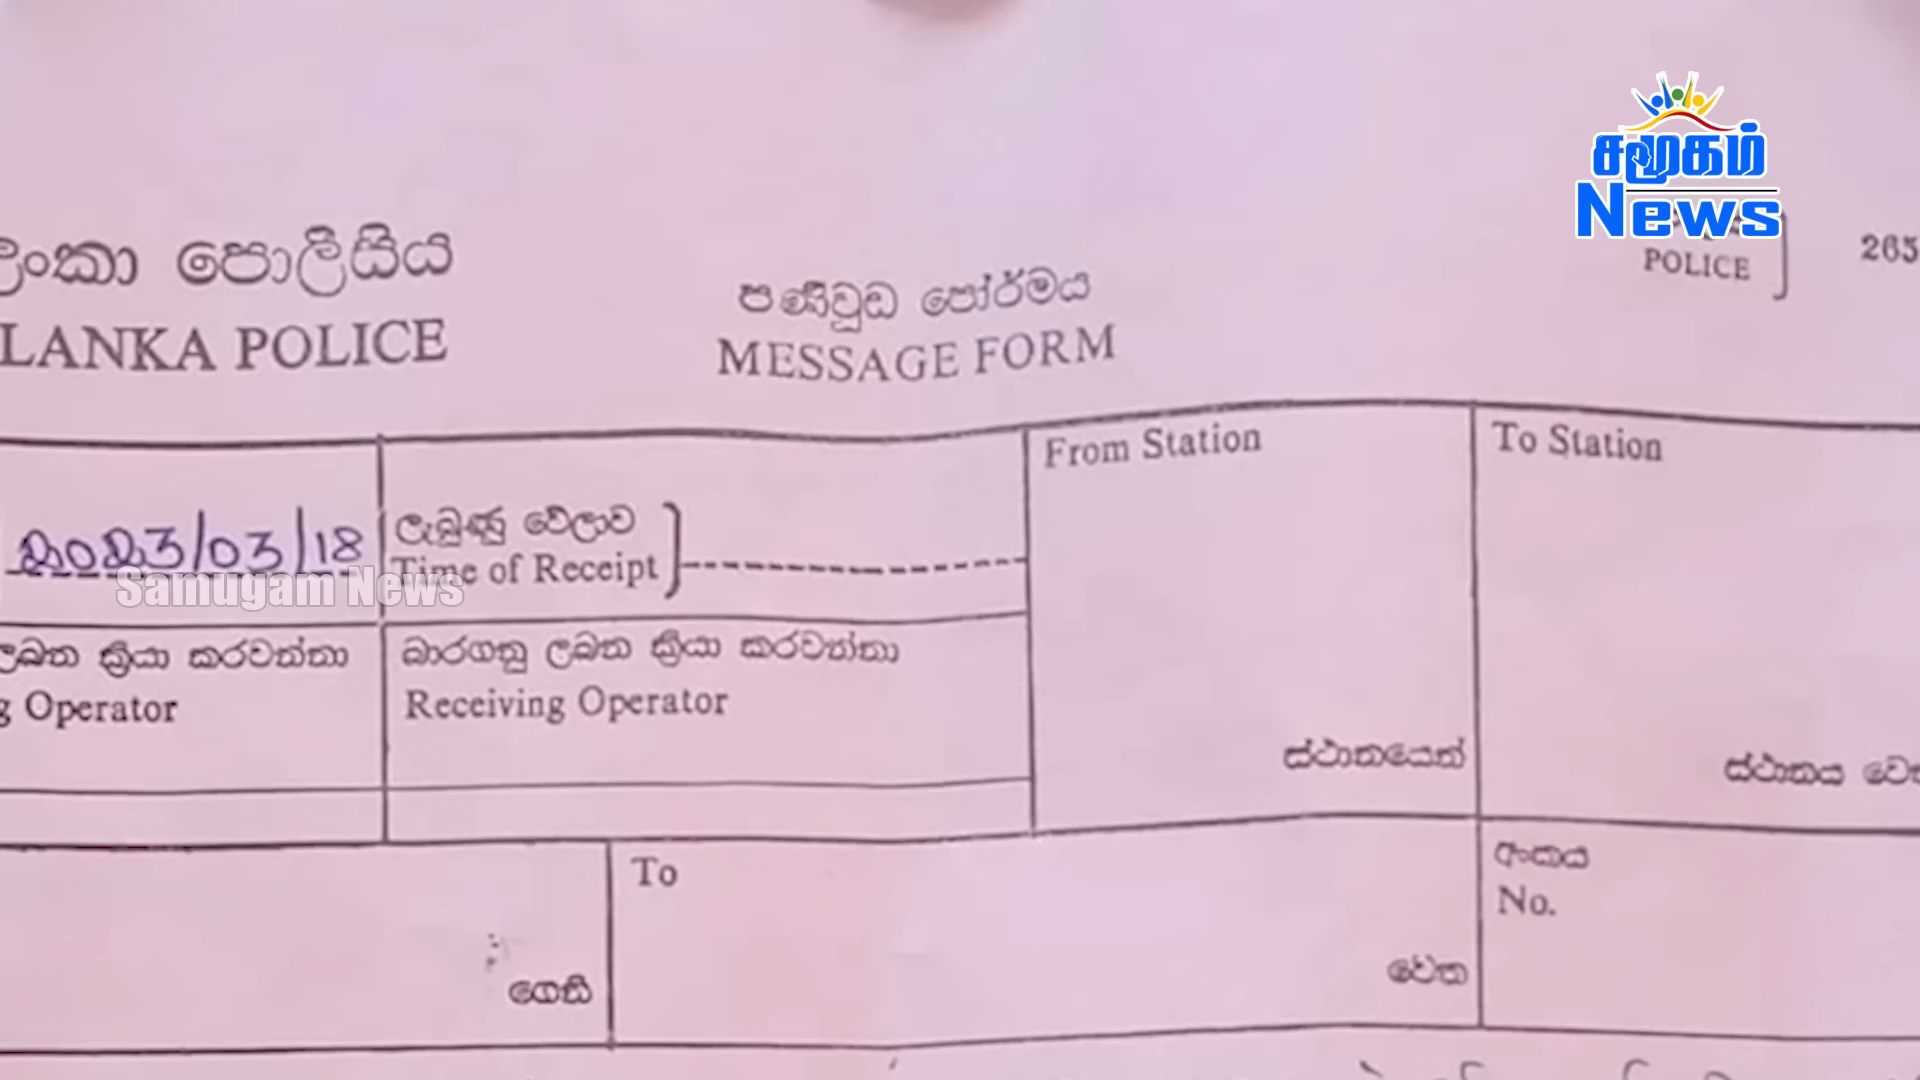 சமூகம்
News
ලංකා පොලීසිය
LANKA POLICE
පණිවුඩ පෝර්මය
MESSAGE FORM
POLICE
265
2023/03/18
ලැබුණු වේලාව
Time of Receipt
From Station
To Station
Samugam News
ලබන ක්‍රියා කරවන්නා
Operator
බාරගනු ලබන ක්‍රියා කරවන්නා
Receiving Operator
ස්ථානයෙන්
ස්ථානය
To
අංකය
No.
ගෙනි
වෙත